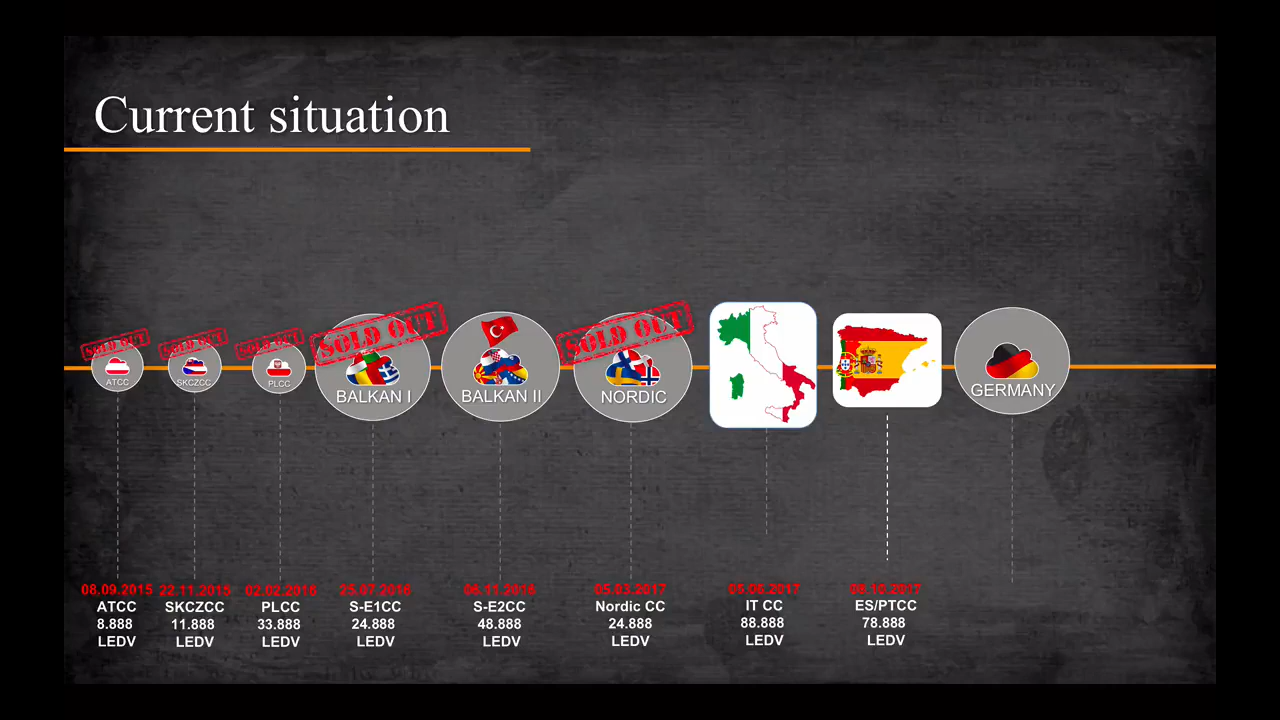 Current situation
SOLD OUT
ATCC
SOLD OUT
SKCZCC
SOLD OUT
PLCC
SOLD OUT
BALKAN I
BALKAN II
SOLD OUT
NORDIC
GERMANY
08.09.2015
ATCC
8.888
LEDV
22.11.2015
SKCZCC
11.888
LEDV
02.02.2016
PLCC
33.888
LEDV
25.07.2016
S-E1CC
24.888
LEDV
06.11.2016
S-E2CC
48.888
LEDV
05.03.2017
Nordic CC
24.888
LEDV
05.06.2017
IT CC
88.888
LEDV
08.10.2017
ES/PTCC
78.888
LEDV